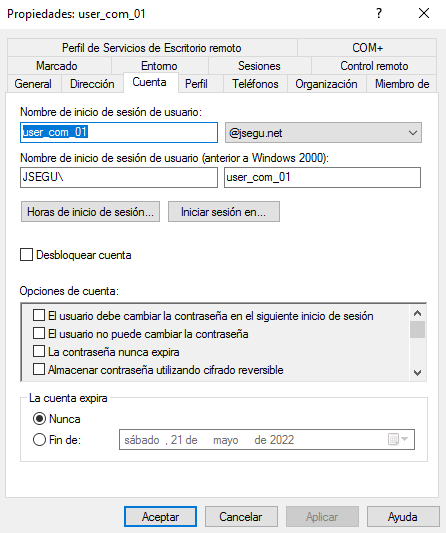 Propiedades: user_com_01
?
Perfil de Servicios de Escritorio remoto COM+
Marcado Entorno Sesiones Control remoto
General Dirección Cuenta Perfil Teléfonos Organización Miembro de
Nombre de inicio de sesión de usuario:
user_com_01 @jsegu.net
Nombre de inicio de sesión de usuario (anterior a Windows 2000):
JSEGU\ user_com_01
Horas de inicio de sesión... Iniciar sesión en...
Desbloquear cuenta
Opciones de cuenta:
El usuario debe cambiar la contraseña en el siguiente inicio de sesión
El usuario no puede cambiar la contraseña
La contraseña nunca expira
Almacenar contraseña utilizando cifrado reversible
La cuenta expira
Nunca
Fin de: sábado , 21 de mayo de 2022
Aceptar Cancelar Aplicar Ayuda